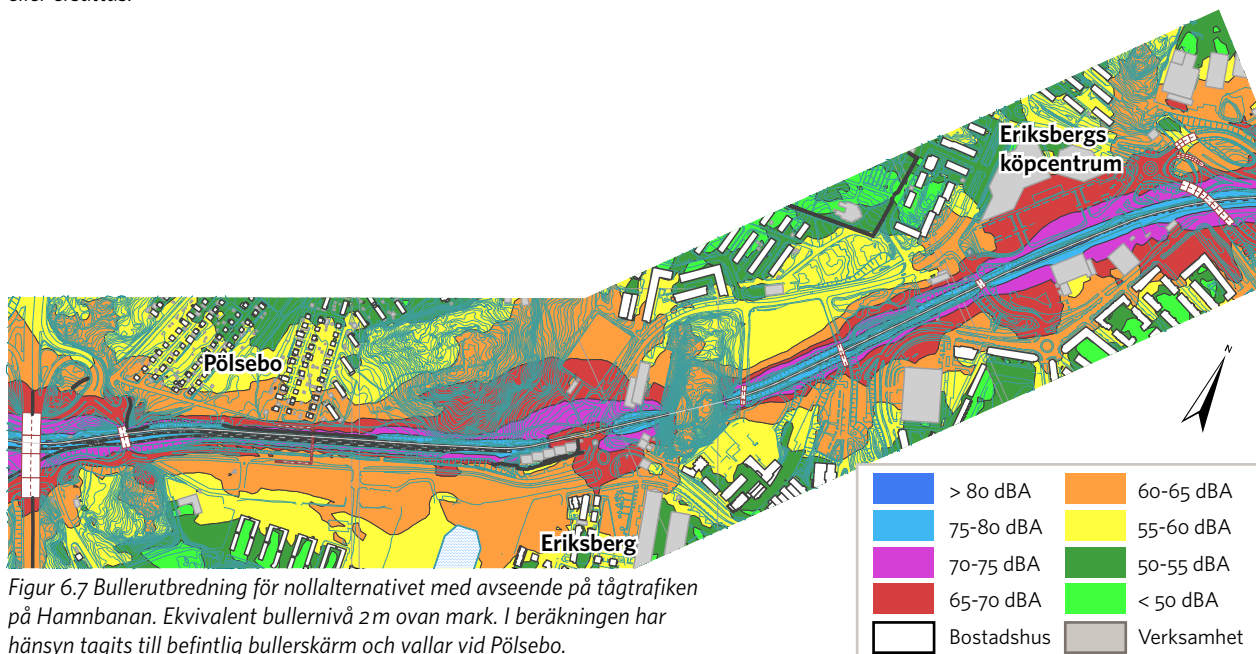 Eriksbergs
köpcentrum
Pölsebo
Eriksberg
N
> 80 dBA
60-65 dBA
75-80 dBA
55-60 dBA
70-75 dBA
50-55 dBA
65-70 dBA
< 50 dBA
Bostadshus
Verksamhet
Figur 6.7 Bullerutbredning för nollalternativet med avseende på tågtrafiken
på Hamnbanan. Ekvivalent bullernivå 2 m ovan mark. I beräkningen har
hänsyn tagits till befintlig bullerskärm och vallar vid Pölsebo.